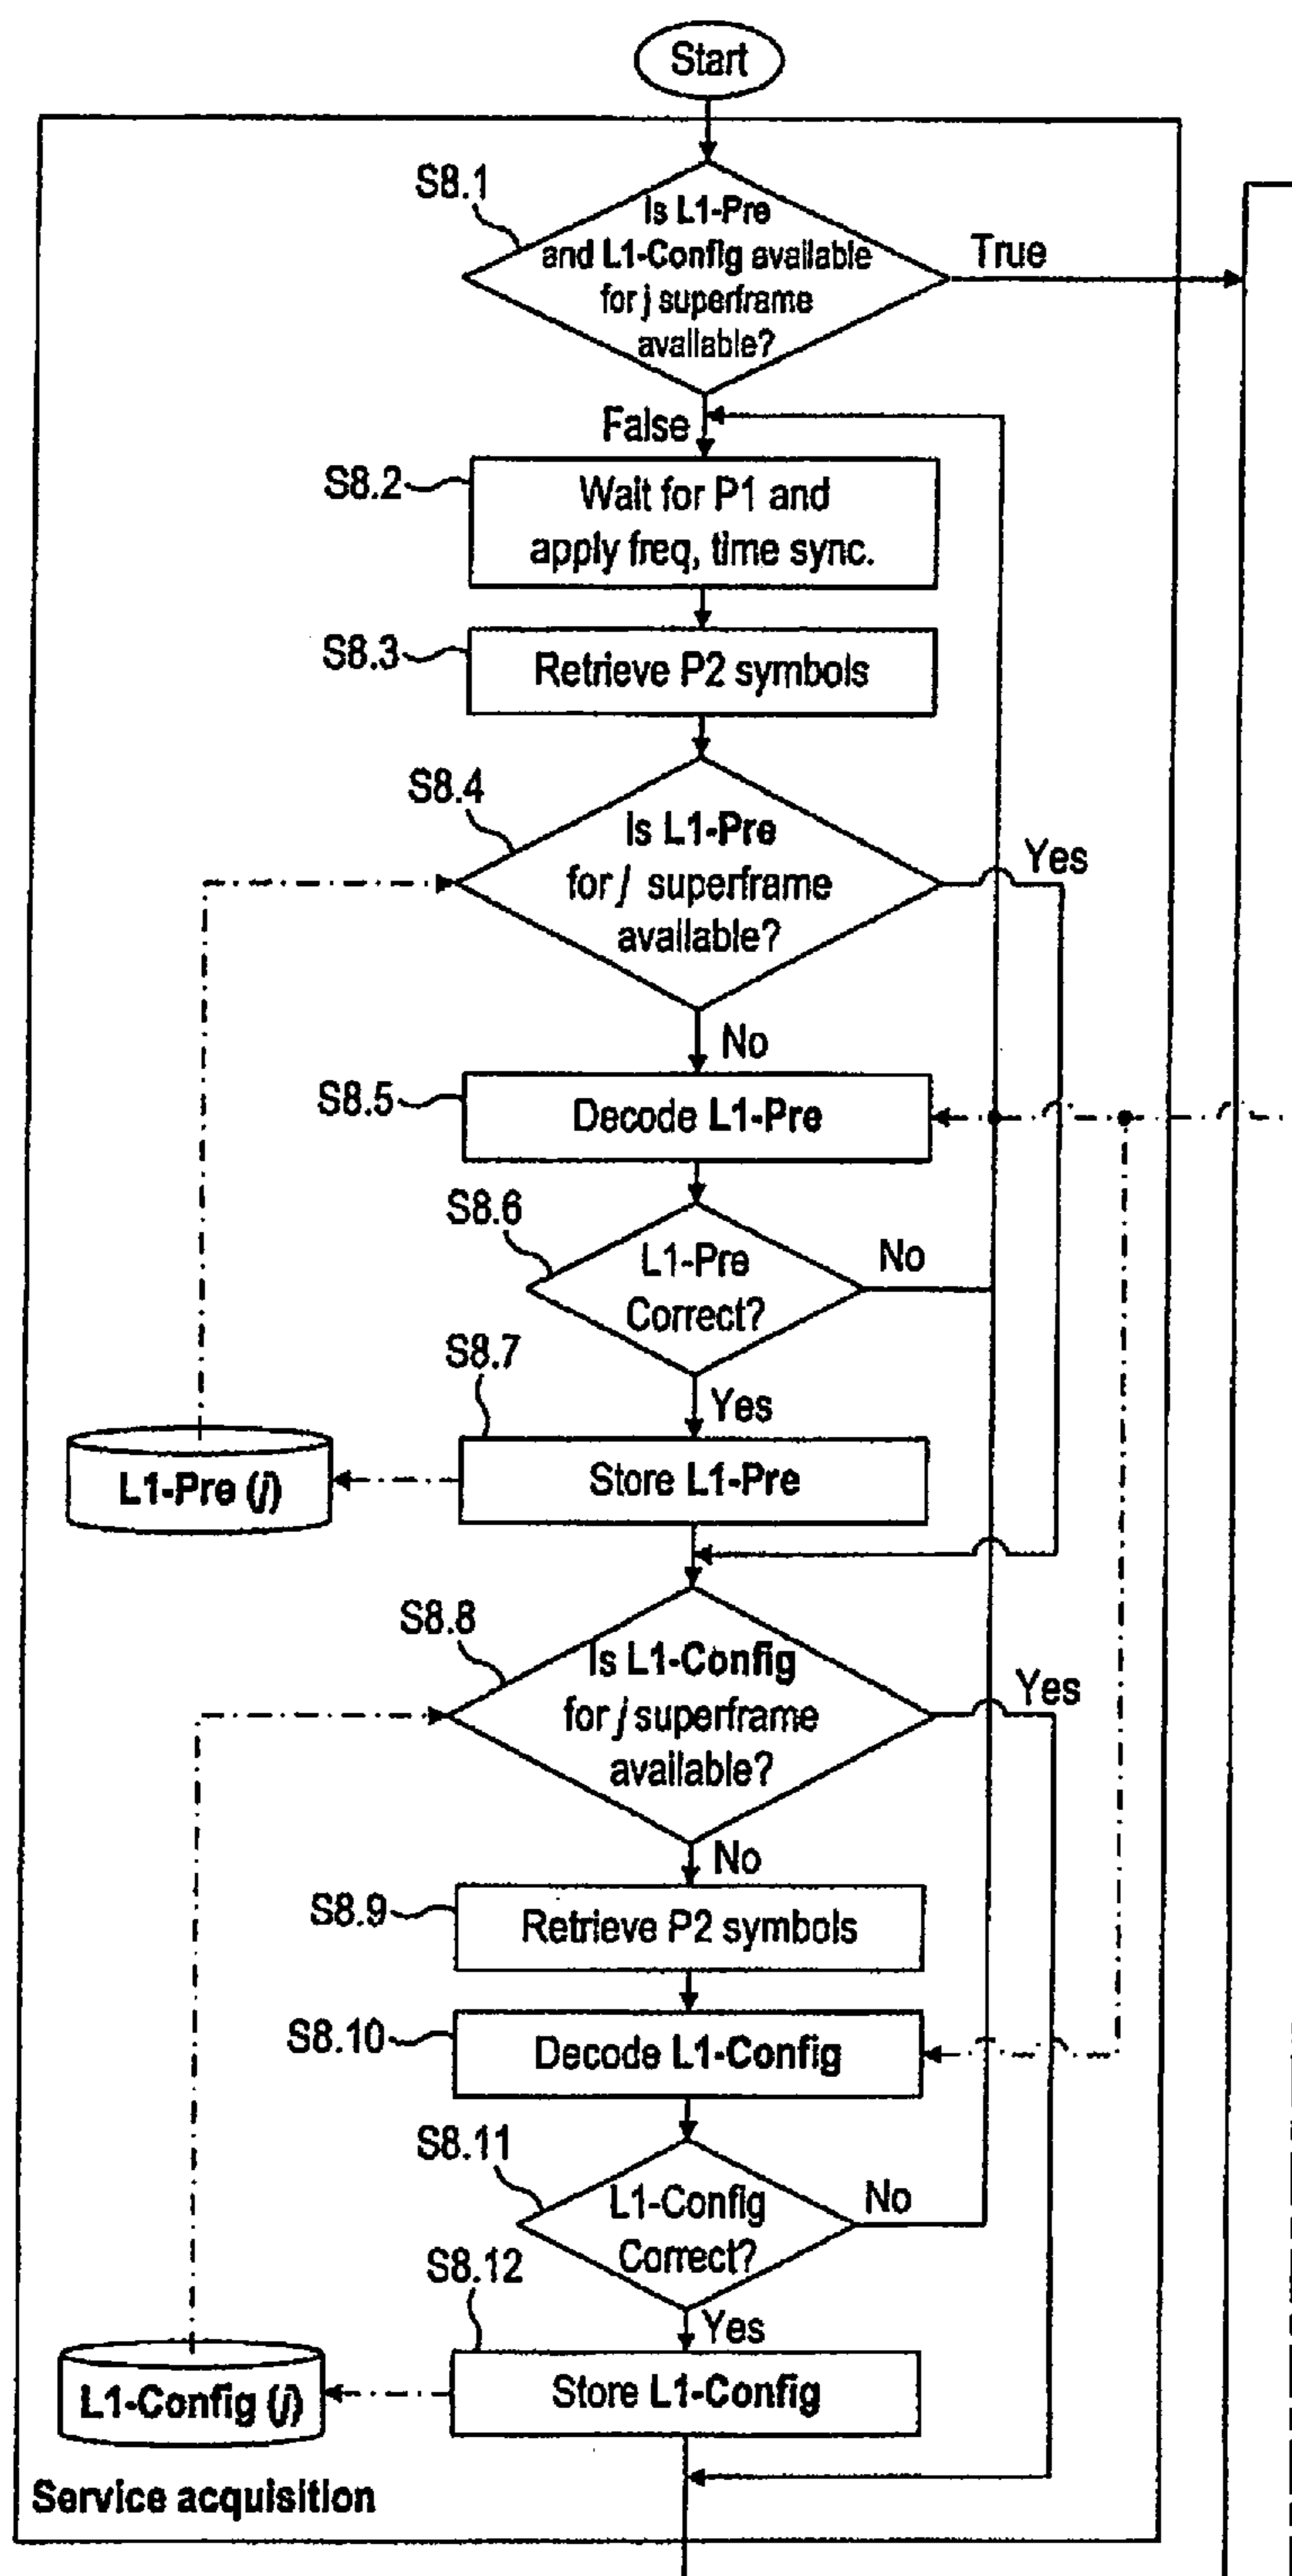 Start
S8.1
Is L1-Pre
and L1-Config available
for j superframe
available?
True
False
S8.2
Wait for P1 and
apply freq, time sync.
S8.3
Retrieve P2 symbols
S8.4
Is L1-Pre
for j superframe
available?
Yes
No
S8.5
Decode L1-Pre
S8.6
L1-Pre
Correct?
No
S8.7
Yes
Store L1-Pre
L1-Pre (j)
S8.8
Is L1-Config
for j superframe
available?
Yes
No
S8.9
Retrieve P2 symbols
S8.10
Decode L1-Config
S8.11
L1-Config
Correct?
No
S8.12
Yes
Store L1-Config
L1-Config (j)
Service acquisition